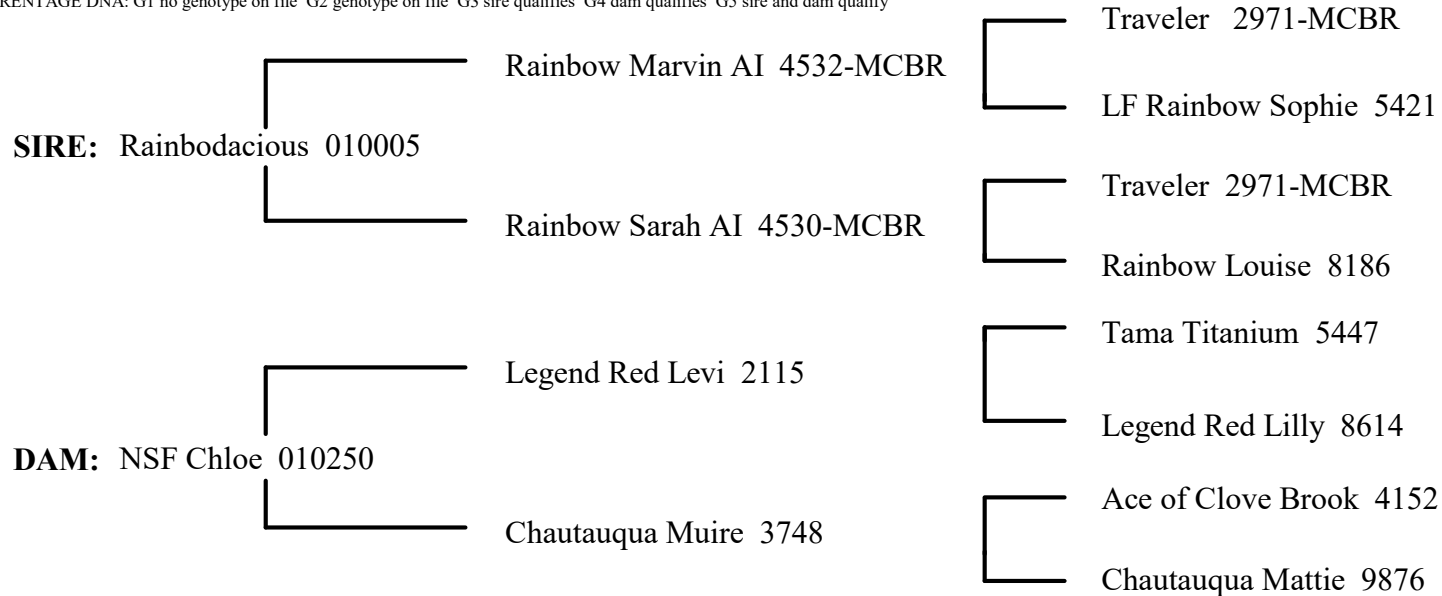 RENTAGE DNA: G1 no genotype on file G2 genotype on file G3 sire qualifies G4 dam qualifies G5 sire and dam qualify
Traveler 2971-MCBR
Rainbow Marvin AI 4532-MCBR
LF Rainbow Sophie 5421
SIRE: Rainbodacious 010005
Traveler 2971-MCBR
Rainbow Sarah AI 4530-MCBR
Rainbow Louise 8186
Tama Titanium 5447
Legend Red Levi 2115
Legend Red Lilly 8614
DAM: NSF Chloe 010250
Ace of Clove Brook 4152
Chautauqua Muire 3748
Chautauqua Mattie 9876